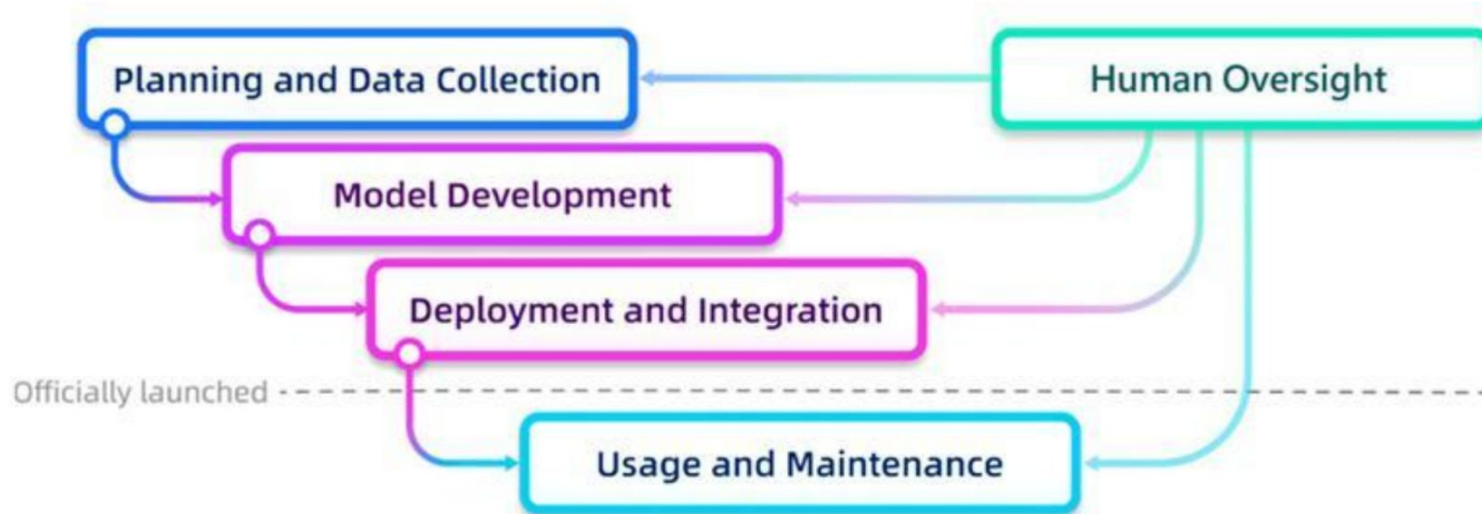 Planning and Data Collection
Human Oversight
Model Development
Deployment and Integration
Officially launched
Usage and Maintenance